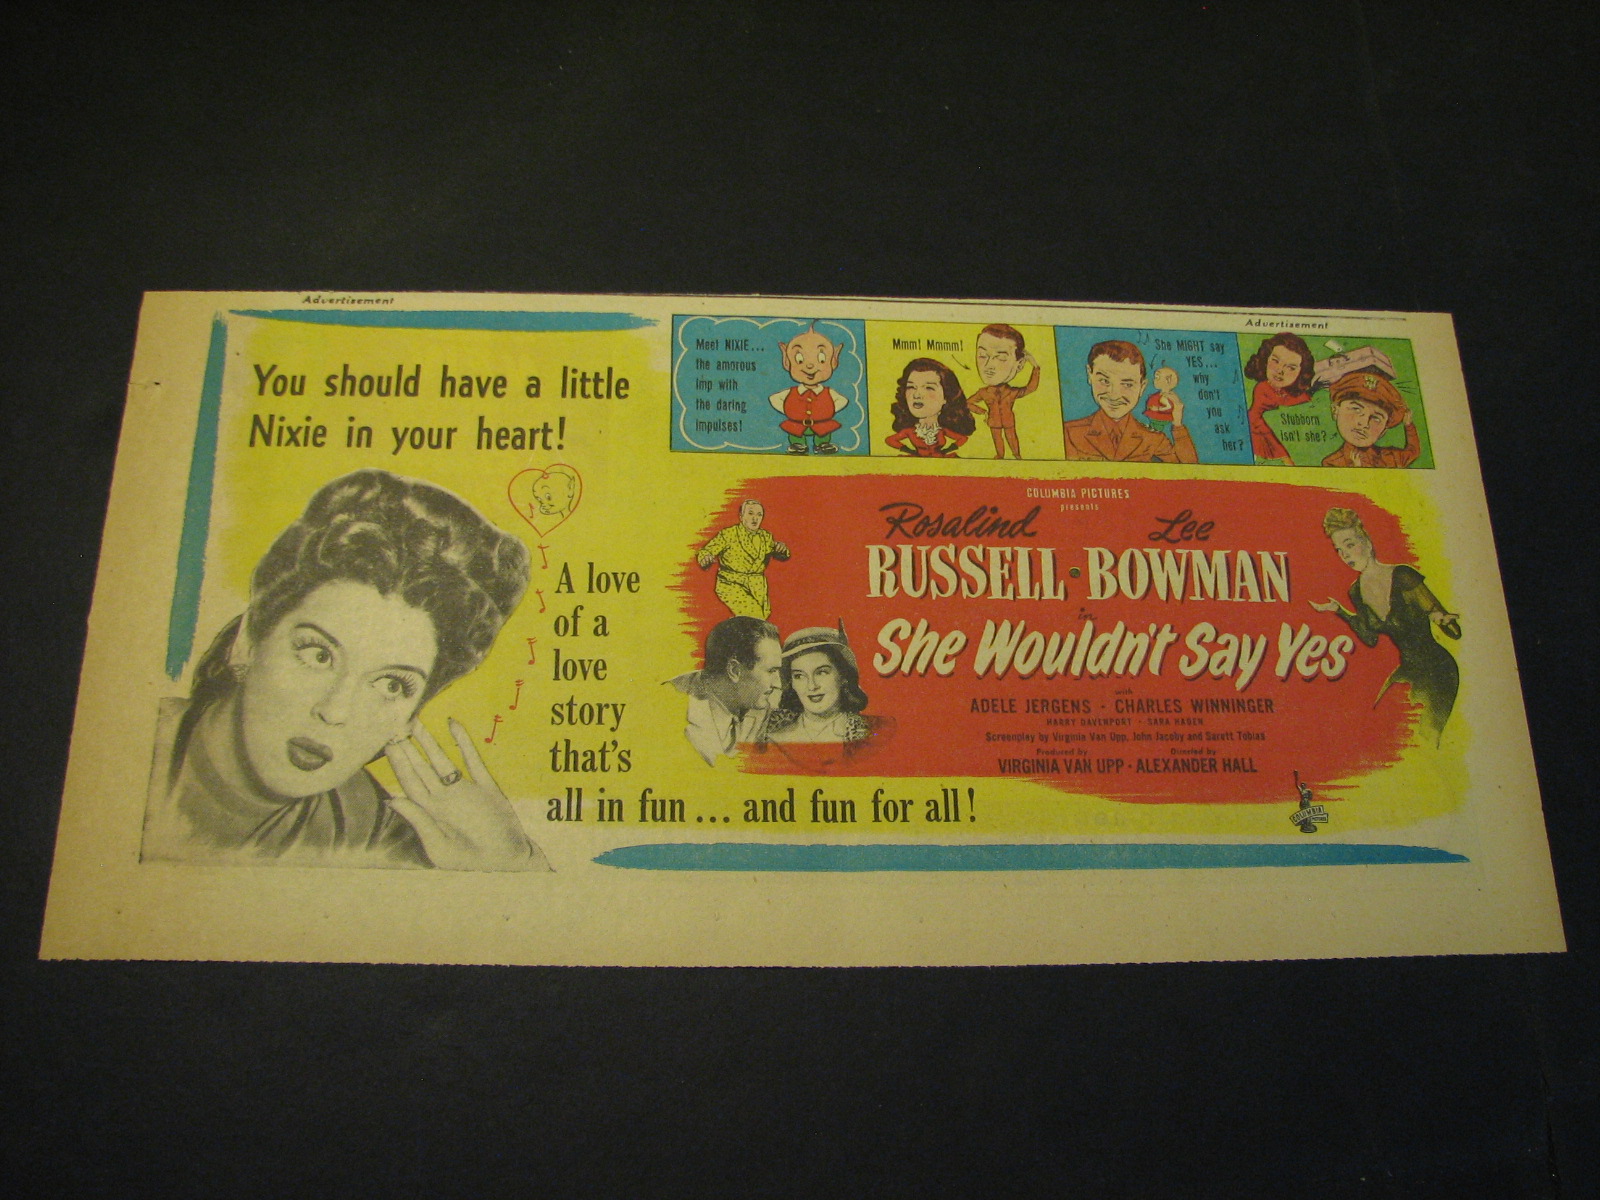 Advertisement
Advertisement
You should have a little
Nixie in your heart!
Meet NIXIE...
the amorous
imp with
the daring
impulses!
Mmm! Mmmm!
She MIGHT say
YES...
why
don't
you
ask
her?
Stubborn
isn't she?
A love
of a
love
story
that's
all in fun... and fun for all!
COLUMBIA PICTURES
presents
Rosalind Lee
RUSSELL · BOWMAN
in
She Wouldn't Say Yes
with
ADELE JERGENS · CHARLES WINNINGER
HARRY DAVENPORT · SARA HADEN
Screenplay by Virginia Van Upp, John Jacoby and Sarett Tobias
Produced by Directed by
VIRGINIA VAN UPP · ALEXANDER HALL
COLUMBIA
PICTURES